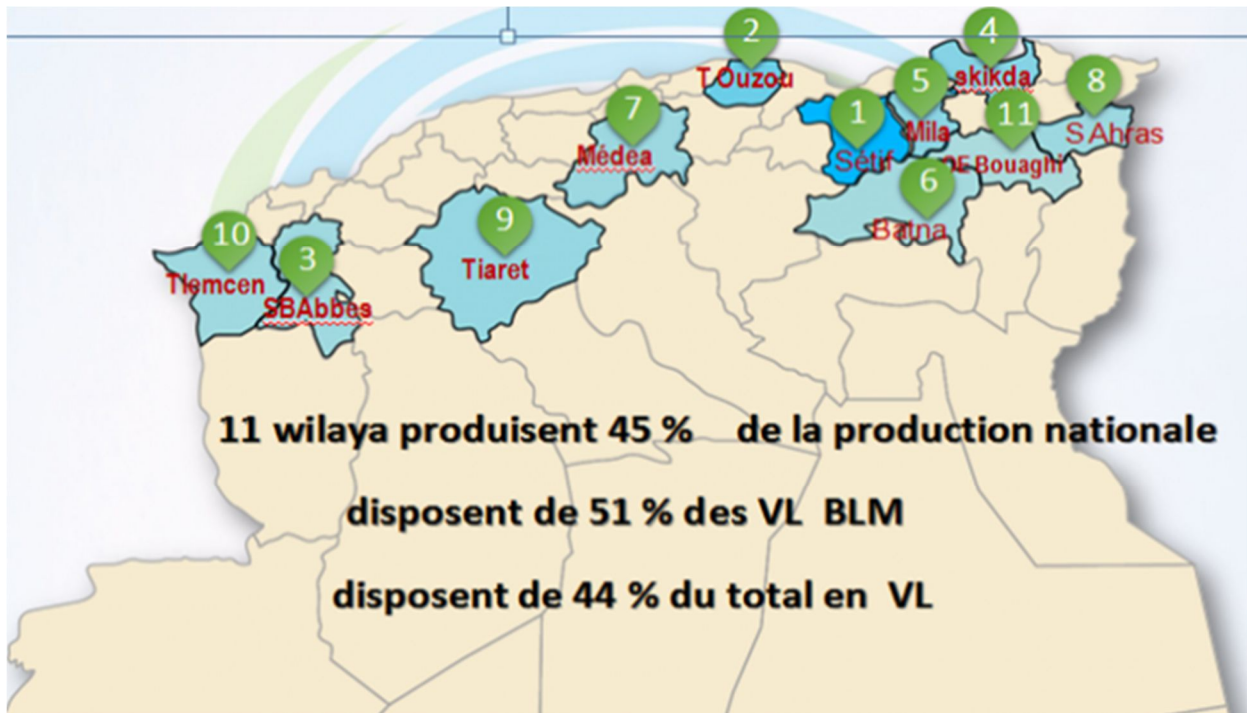 2
T.Ouzou
4
skikda
5
Mila
8
S Ahras
7
Médea
1
Sétif
11
OE Bouaghi
6
Batna
10
Tlemcen
3
SBAbbes
9
Tiaret
11 wilaya produisent 45 % de la production nationale
disposent de 51 % des VL BLM
disposent de 44 % du total en VL